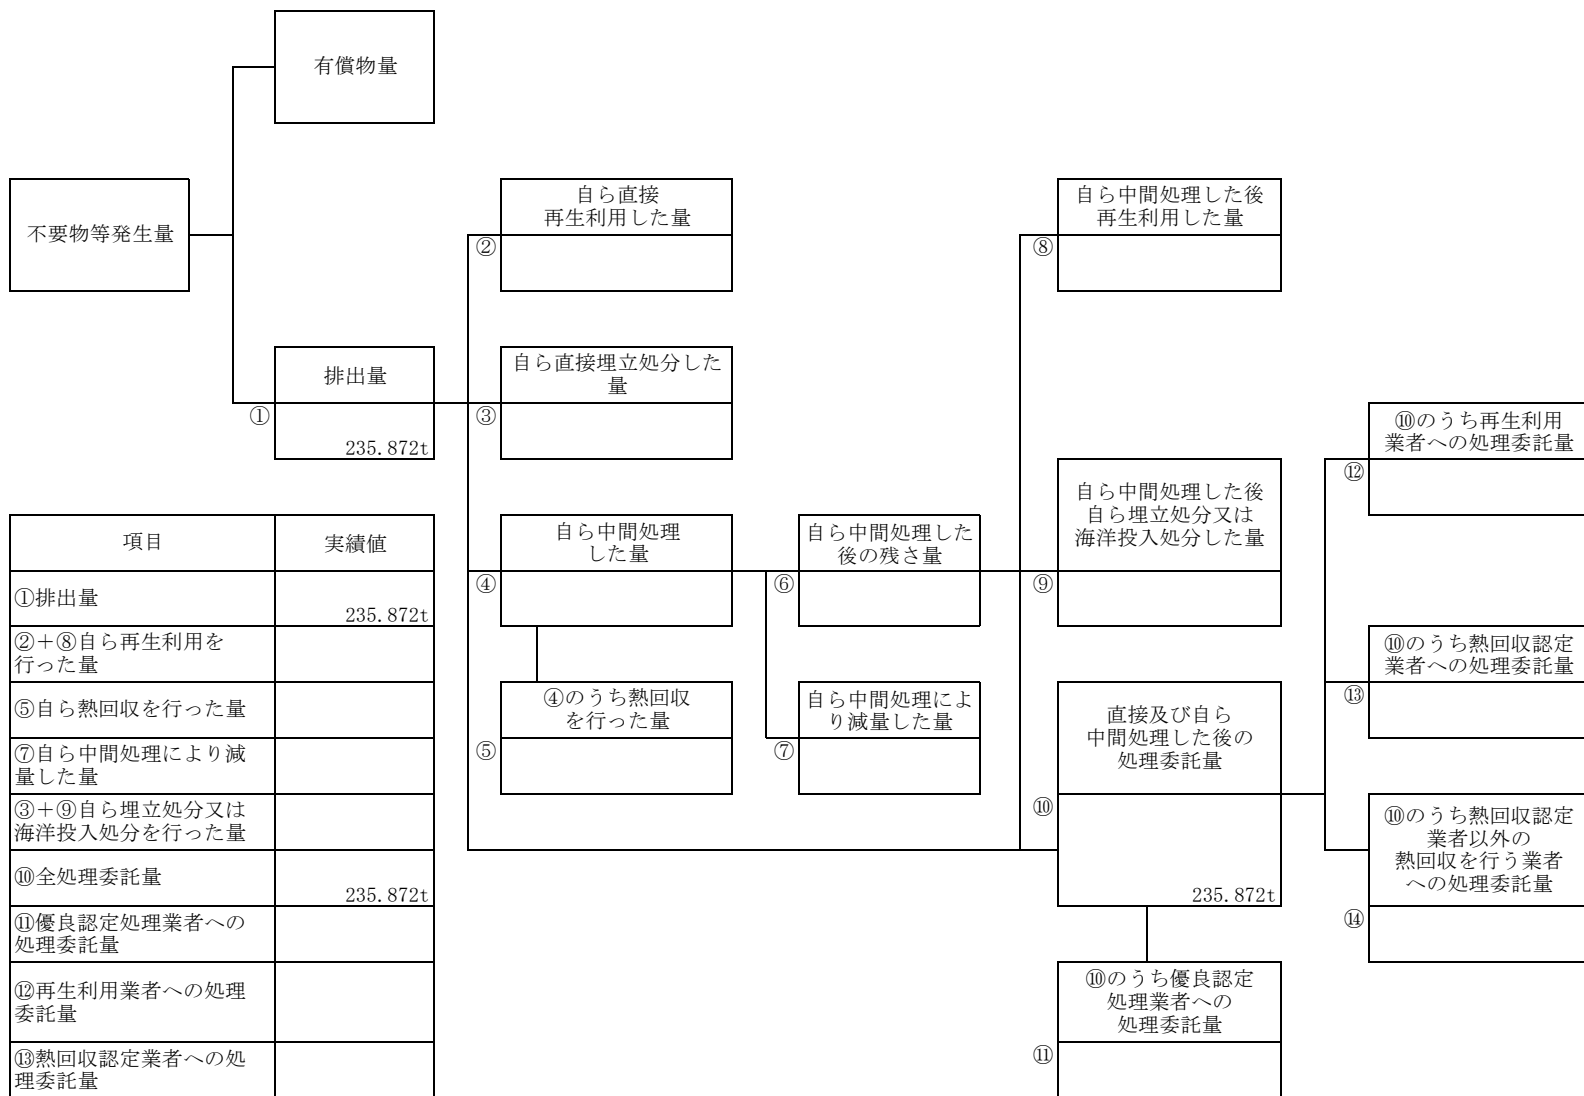 有償物量
不要物等発生量
自ら直接
再生利用した量
②
自ら中間処理した後
再生利用した量
⑧
排出量
①
235.872t
自ら直接埋立処分した
量
③
⑩のうち再生利用
業者への処理委託量
⑫
自ら中間処理
した量
④
自ら中間処理した
後の残さ量
⑥
自ら中間処理した後
自ら埋立処分又は
海洋投入処分した量
⑨
⑩のうち熱回収認定
業者への処理委託量
⑬
④のうち熱回収
を行った量
⑤
自ら中間処理によ
り減量した量
⑦
直接及び自ら
中間処理した後の
処理委託量
⑩
235.872t
⑩のうち熱回収認定
業者以外の
熱回収を行う業者
への処理委託量
⑭
⑩のうち優良認定
処理業者への
処理委託量
⑪
項目
実績値
①排出量
235.872t
②＋⑧自ら再生利用を
行った量
⑤自ら熱回収を行った量
⑦自ら中間処理により減
量した量
③＋⑨自ら埋立処分又は
海洋投入処分を行った量
⑩全処理委託量
235.872t
⑪優良認定処理業者への
処理委託量
⑫再生利用業者への処理
委託量
⑬熱回収認定業者への処
理委託量